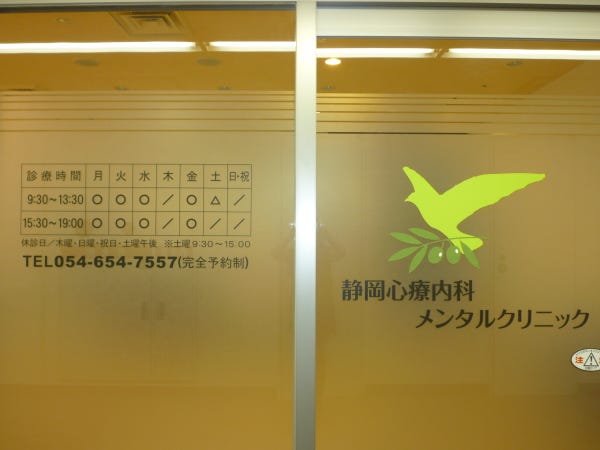 診療時間 月 火 水 木 金 土 日・祝
9:30～13:30 ○ ○ ○ ／ ○ △ ／
15:30～19:00 ○ ○ ○ ／ ○ ／ ／
休診日／木曜・日曜・祝日・土曜午後 ※土曜9:30～15:00
TEL054-654-7557(完全予約制)
静岡心療内科
メンタルクリニック
注